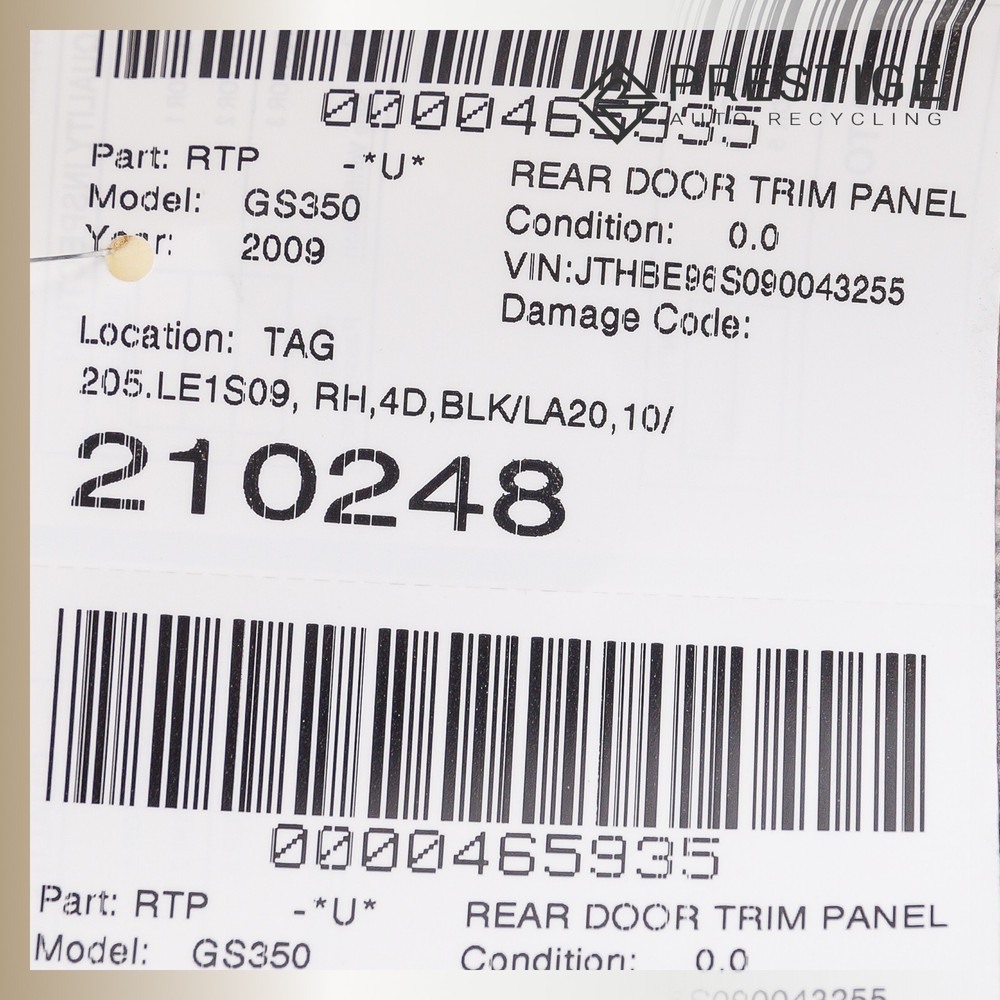 PRESTIGE
AUTO RECYCLING
0000465935
Part: RTP -*U*
REAR DOOR TRIM PANEL
Model: GS350
Condition: 0.0
Year: 2009
VIN:JTHBE96S090043255
Damage Code:
Location: TAG
205.LE1S09, RH,4D,BLK/LA20,10/
210248
0000465935
Part: RTP -*U*
REAR DOOR TRIM PANEL
Model: GS350
Condition: 0.0
S090043255